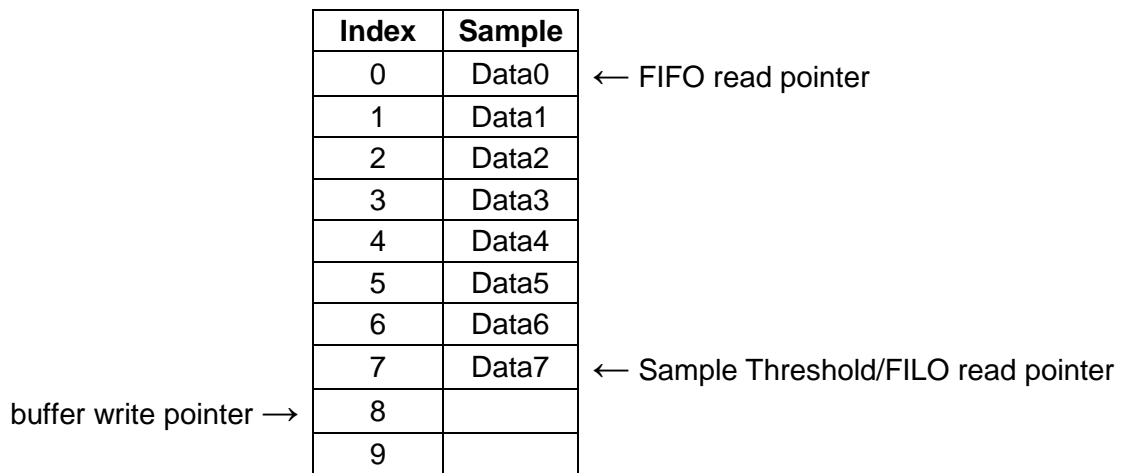 Index Sample
0 Data0 ← FIFO read pointer
1 Data1
2 Data2
3 Data3
4 Data4
5 Data5
6 Data6
7 Data7 ← Sample Threshold/FILO read pointer
buffer write pointer → 8
9